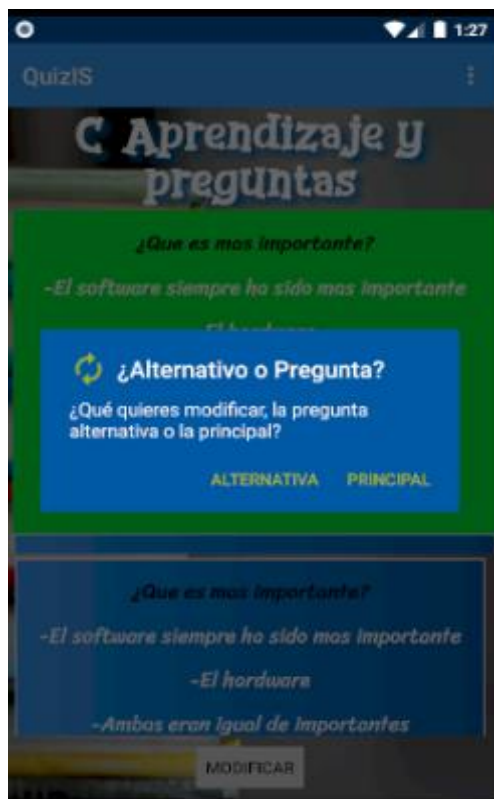 1:27
QuizIS
C Aprendizaje y
preguntas
¿Que es mas importante?
-El software siempre ha sido mas importante
¿Alternativo o Pregunta?
¿Qué quieres modificar, la pregunta
alternativa o la principal?
ALTERNATIVA PRINCIPAL
¿Que es mas importante?
-El software siempre ha sido mas importante
-El hardware
-Ambas eran igual de importantes
MODIFICAR